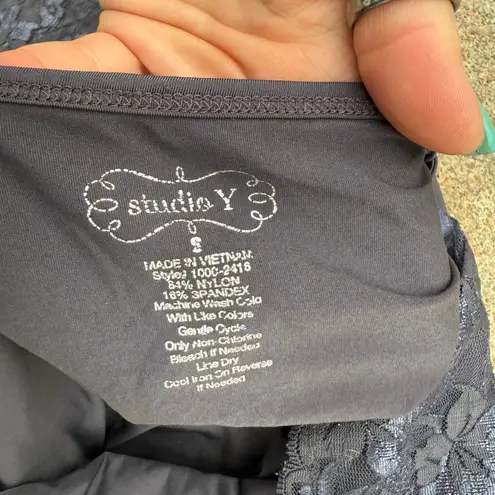 studio Y
S
MADE IN VIETNAM
Style# 1000-2416
84% NYLON
16% SPANDEX
Machine Wash Cold
With Like Colors
Gentle Cycle
Only Non-Chlorine
Bleach If Needed
Line Dry
Cool Iron On Reverse
If Needed